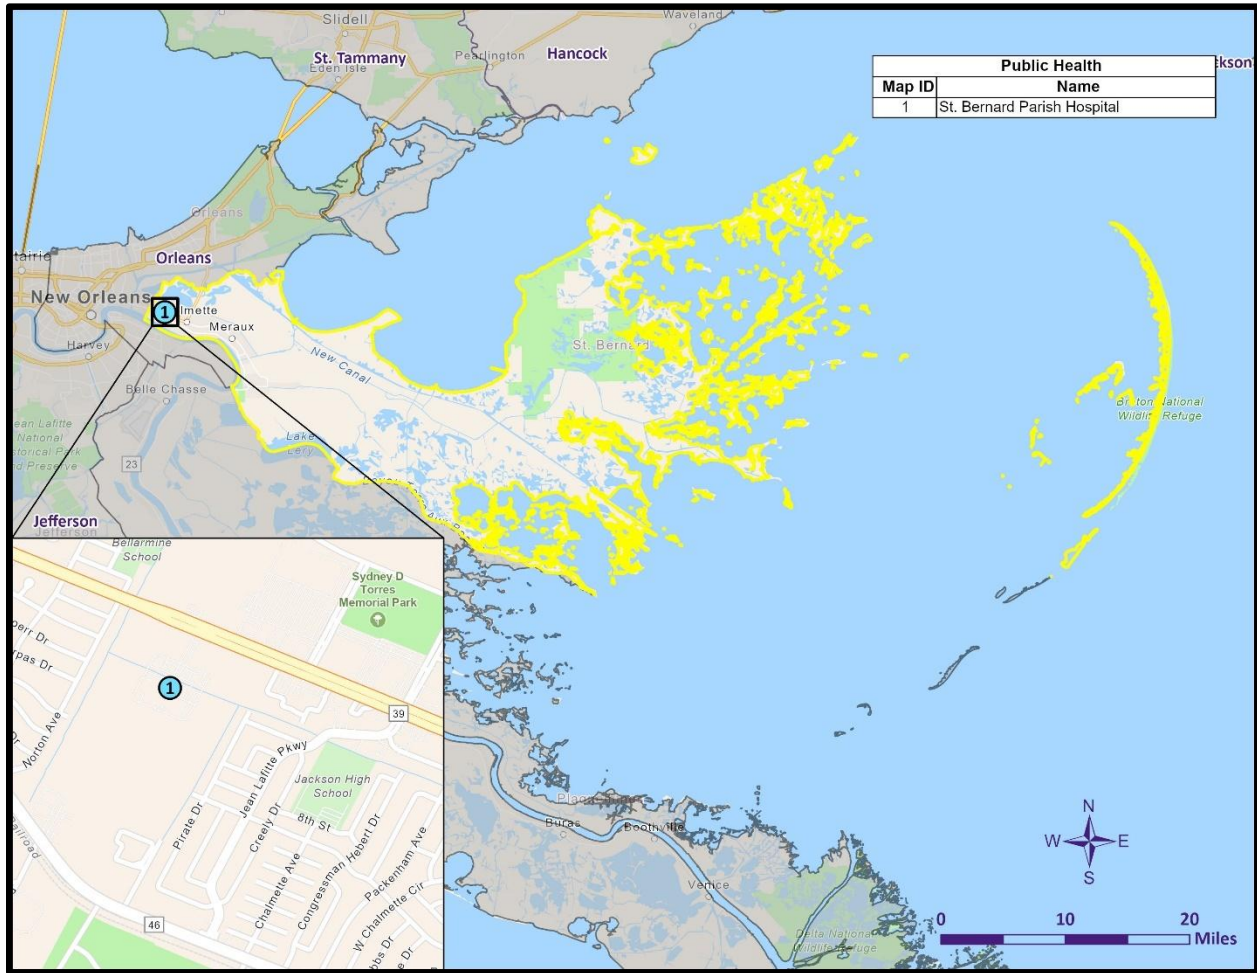 Slidell
Waveland
St. Tammany
Hancock
Pearlington
Eden Isle
Public Health
Map ID
Name
1
St. Bernard Parish Hospital
Orleans
Orleans
New Orleans
1
Meraux
Harvey
New Canal
St. Bernard
Belle Chasse
Lake
Lery
23
National
Wildlife Refuge
Jefferson
Jefferson
Bellarmine
School
Sydney D
Torres
Memorial Park
1
39
Norton Ave
Jean Lafitte Pkwy
Jackson High
School
Pirate Dr
Creely Dr
8th St
Congressman Hebert Dr
Packenham Ave
Chalmette Ave
W Chalmette Cir
46
Buras
Boothville
Venice
Delta National
Wildlife Refuge
N
W
E
S
0
10
20
Miles